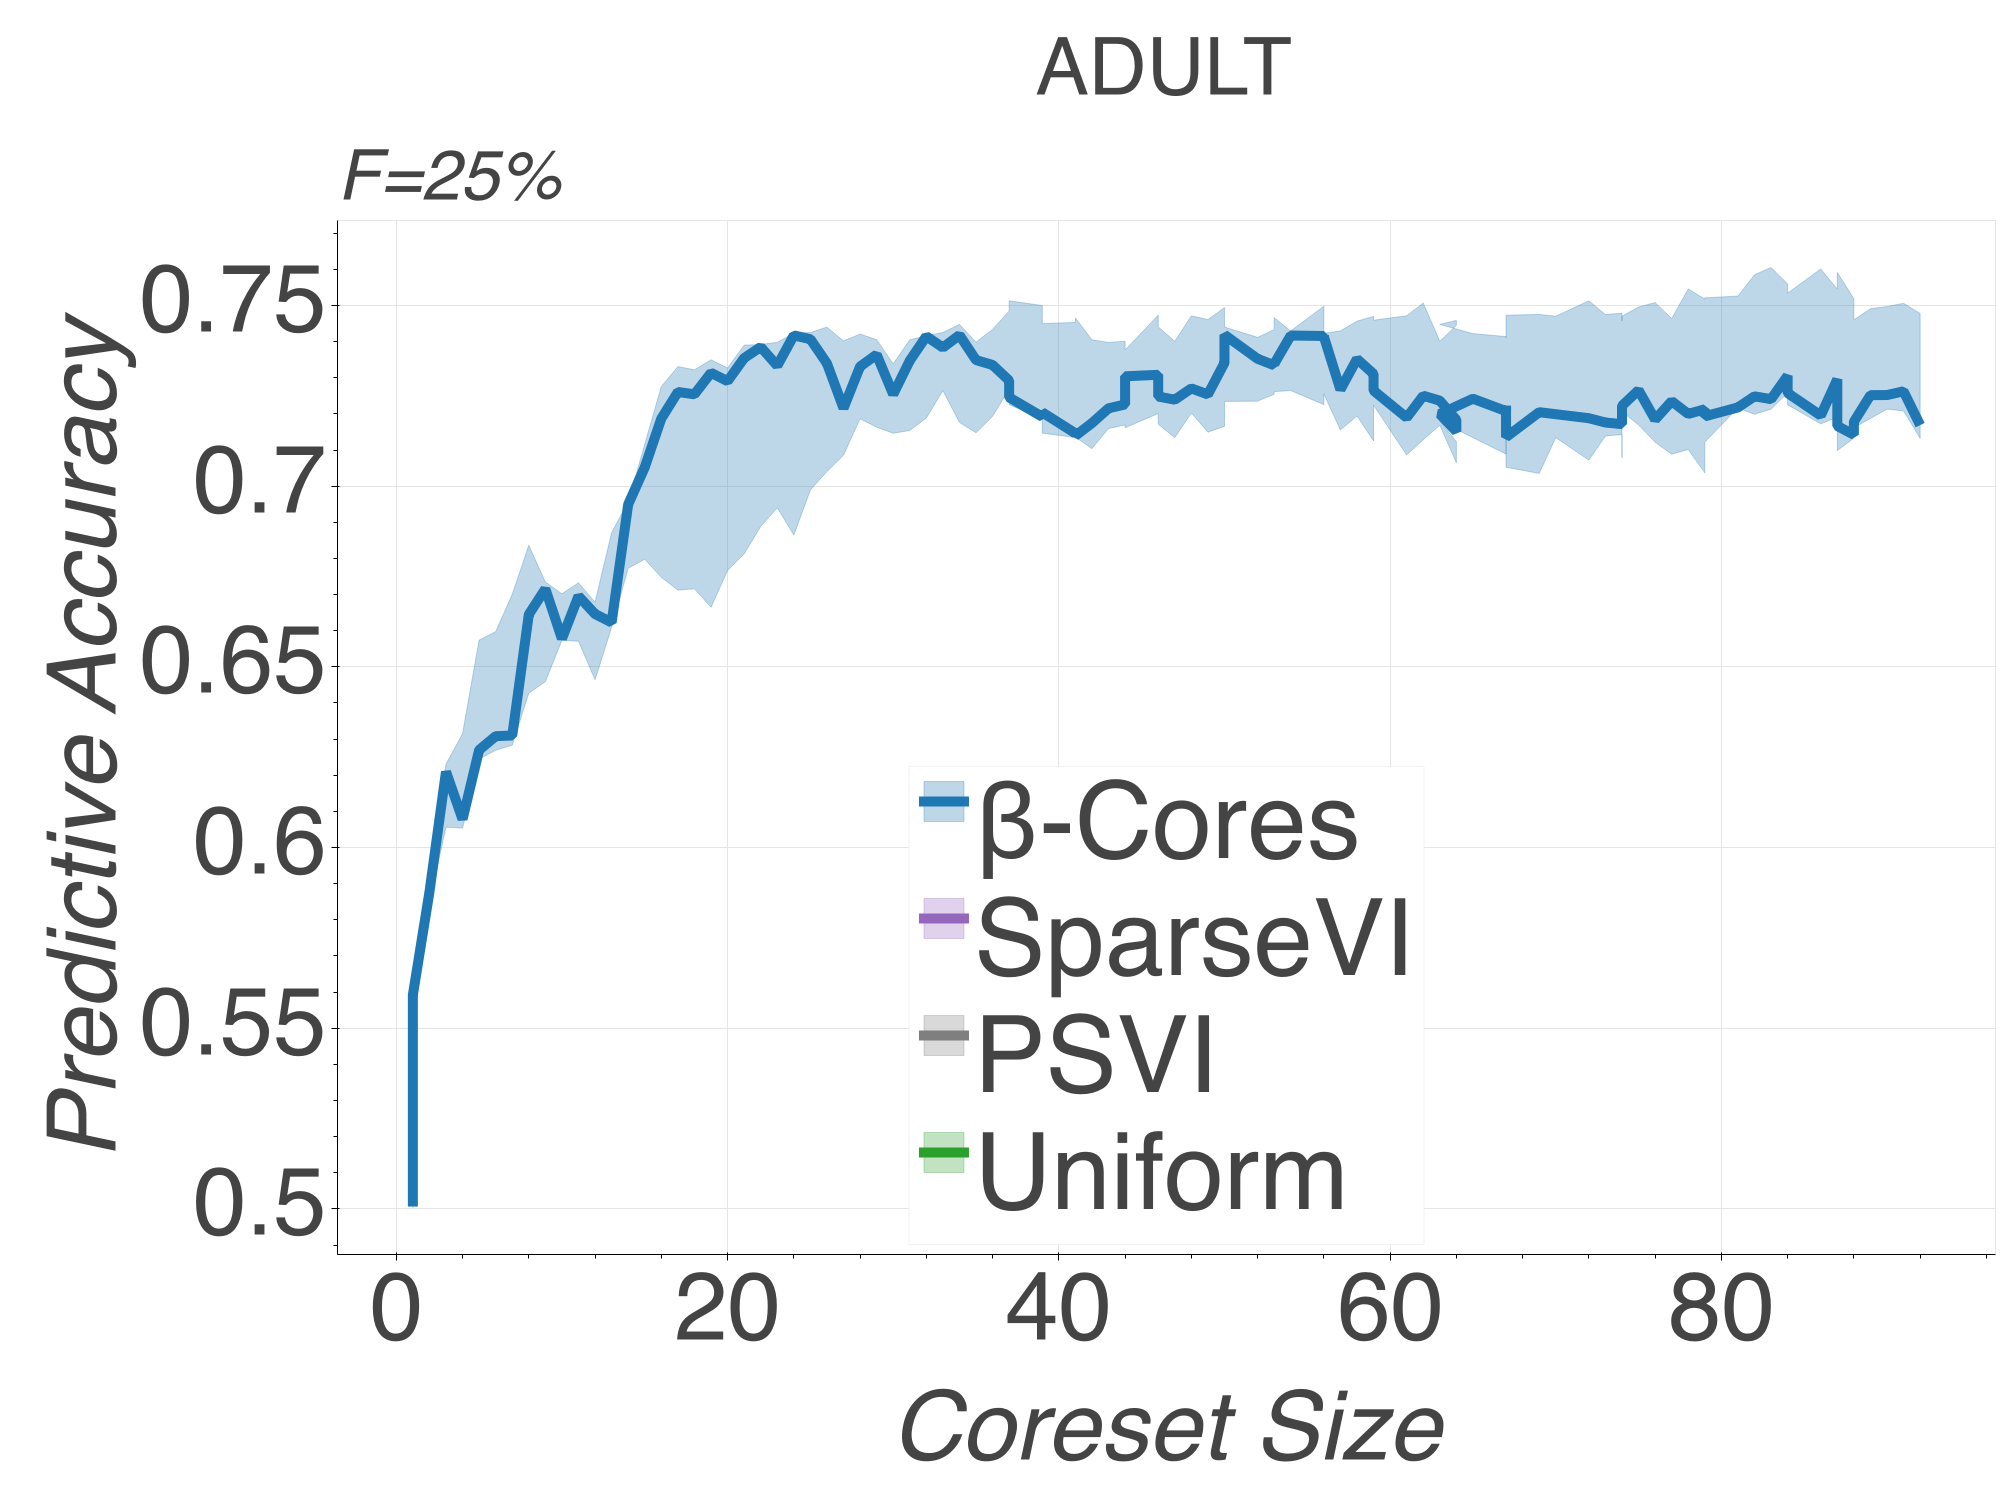 ADULT
F=25%
Predictive Accuracy
0.75
0.7
0.65
0.6
0.55
0.5
β-Cores
SparseVI
PSVI
Uniform
0 20 40 60 80
Coreset Size